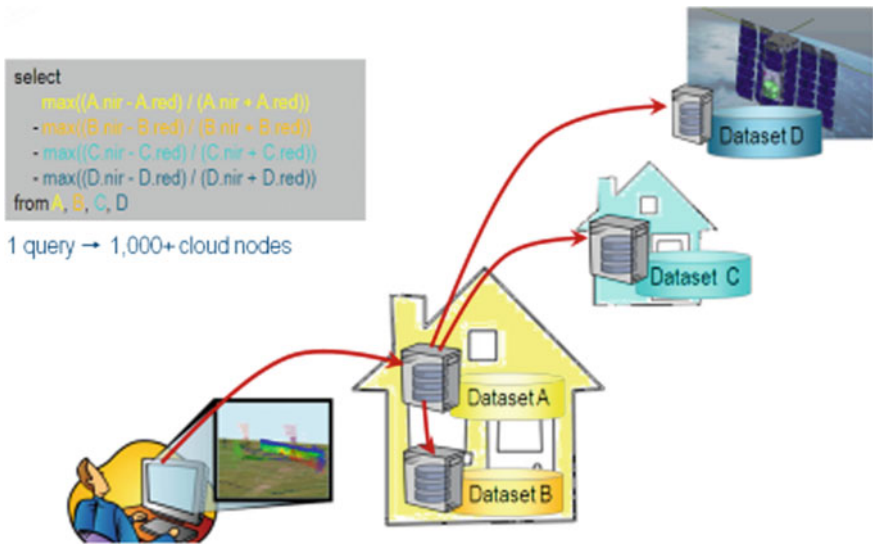 select
max((A.nir - A.red) / (A.nir + A.red))
- max((B.nir - B.red) / (B.nir + B.red))
- max((C.nir - C.red) / (C.nir + C.red))
- max((D.nir - D.red) / (D.nir + D.red))
from A, B, C, D
1 query → 1,000+ cloud nodes
Dataset D
Dataset C
Dataset A
Dataset B